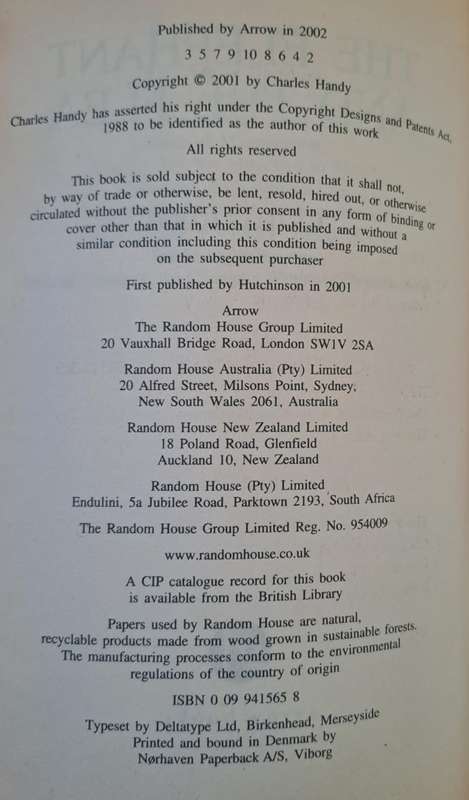 Published by Arrow in 2002
3 5 7 9 10 8 6 4 2
Copyright © 2001 by Charles Handy
Charles Handy has asserted his right under the Copyright Designs and Patents Act,
1988 to be identified as the author of this work
All rights reserved
This book is sold subject to the condition that it shall not,
by way of trade or otherwise, be lent, resold, hired out, or otherwise
circulated without the publisher's prior consent in any form of binding or
cover other than that in which it is published and without a
similar condition including this condition being imposed
on the subsequent purchaser
First published by Hutchinson in 2001
Arrow
The Random House Group Limited
20 Vauxhall Bridge Road, London SW1V 2SA
Random House Australia (Pty) Limited
20 Alfred Street, Milsons Point, Sydney,
New South Wales 2061, Australia
Random House New Zealand Limited
18 Poland Road, Glenfield
Auckland 10, New Zealand
Random House (Pty) Limited
Endulini, 5a Jubilee Road, Parktown 2193, South Africa
The Random House Group Limited Reg. No. 954009
www.randomhouse.co.uk
A CIP catalogue record for this book
is available from the British Library
Papers used by Random House are natural,
recyclable products made from wood grown in sustainable forests.
The manufacturing processes conform to the environmental
regulations of the country of origin
ISBN 0 09 941565 8
Typeset by Deltatype Ltd, Birkenhead, Merseyside
Printed and bound in Denmark by
Nørhaven Paperback A/S, Viborg